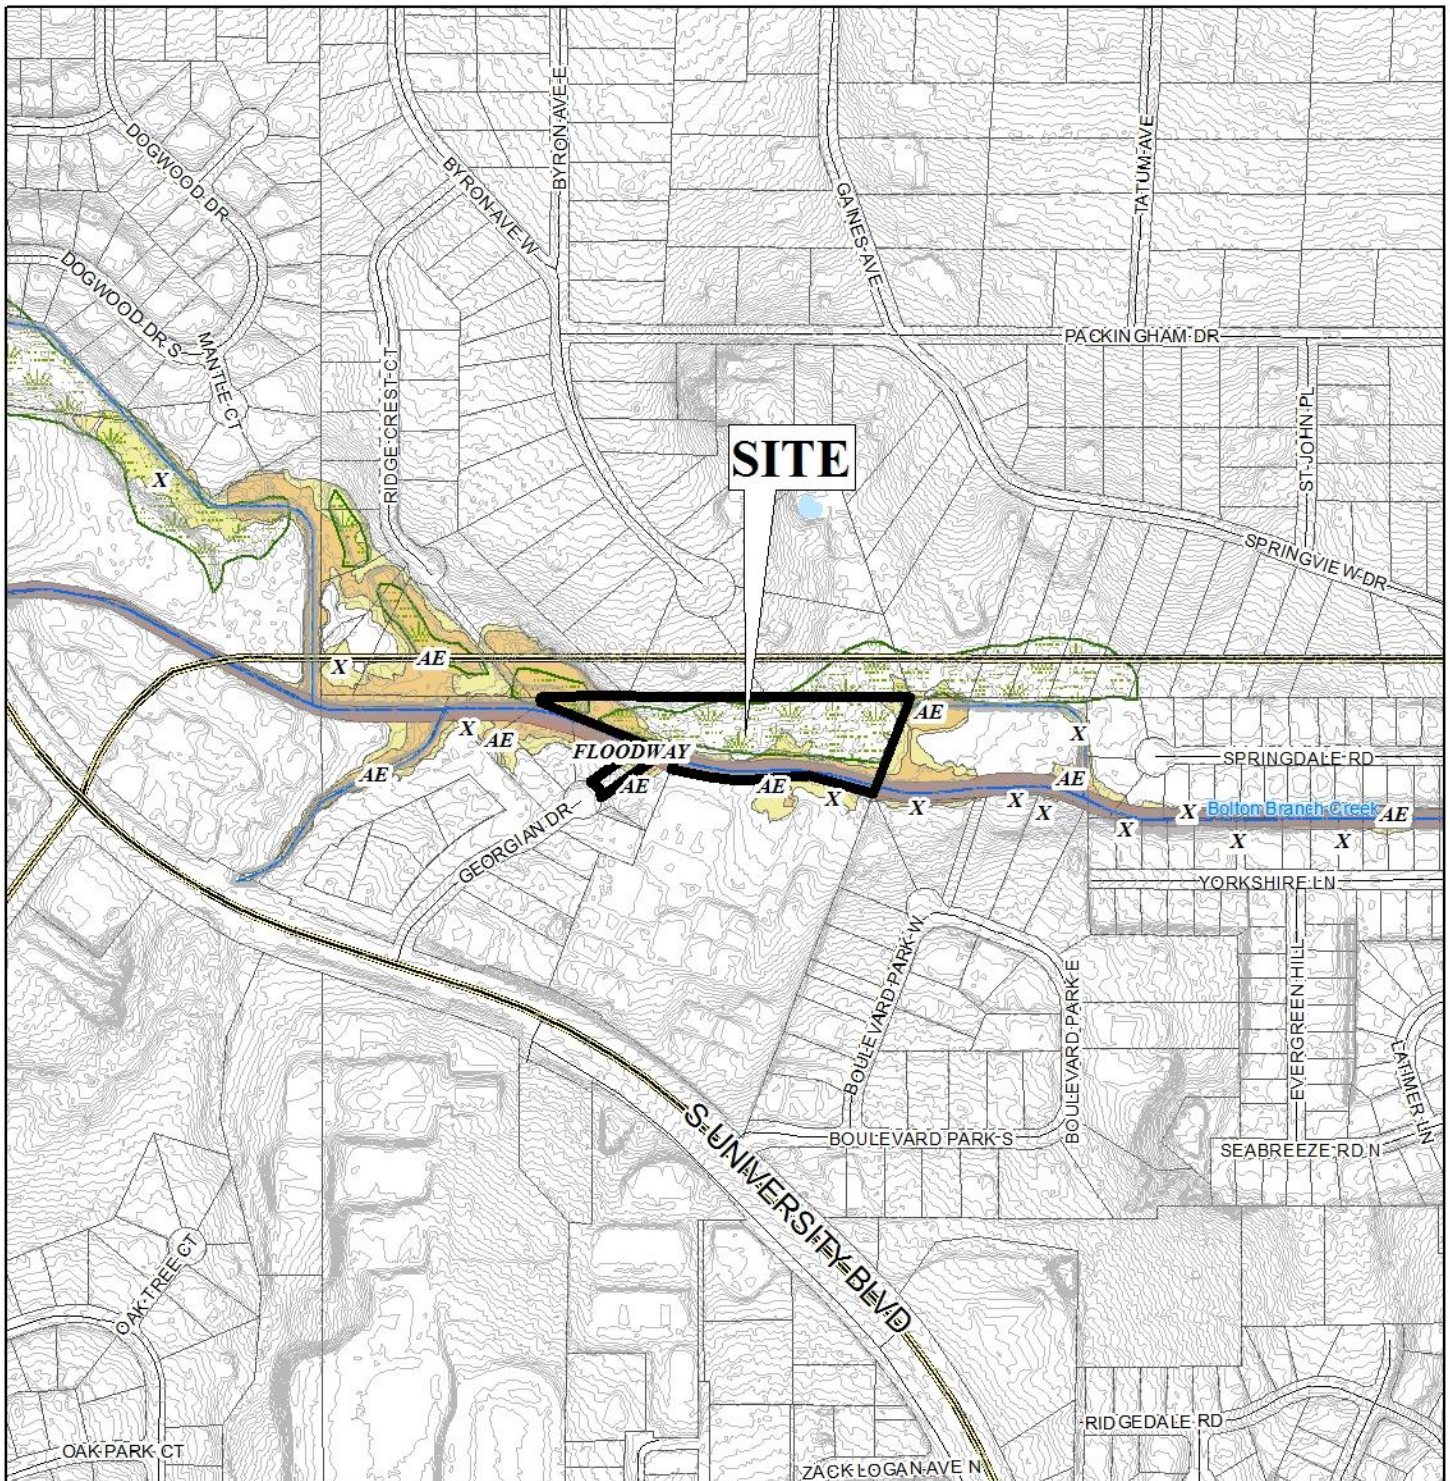 DOGWOOD DR
BYRON AVE W
BYRON AVE E
GAINES AVE
TATUM AVE
DOGWOOD DR S
MANTLE CT
RIDGE CREST CT
PACKINGHAM DR
ST JOHN PL
SITE
X
SPRINGVIEW DR
X
AE
AE
X
X
AE
FLOODWAY
SPRINGDALE RD
AE
AE
AE
AE
X
X
X
X
X
X
Bolton Branch Creek
AE
X
X
GEORGIAN DR
YORKSHIRE LN
BOULEVARD PARK W
BOULEVARD PARK E
EVERGREEN HILL
LATIMER LN
S UNIVERSITY BLVD
BOULEVARD PARK S
SEABREEZE RD N
OAK TREE CT
RIDGEDALE RD
OAK PARK CT
ZACK LOGAN AVE N